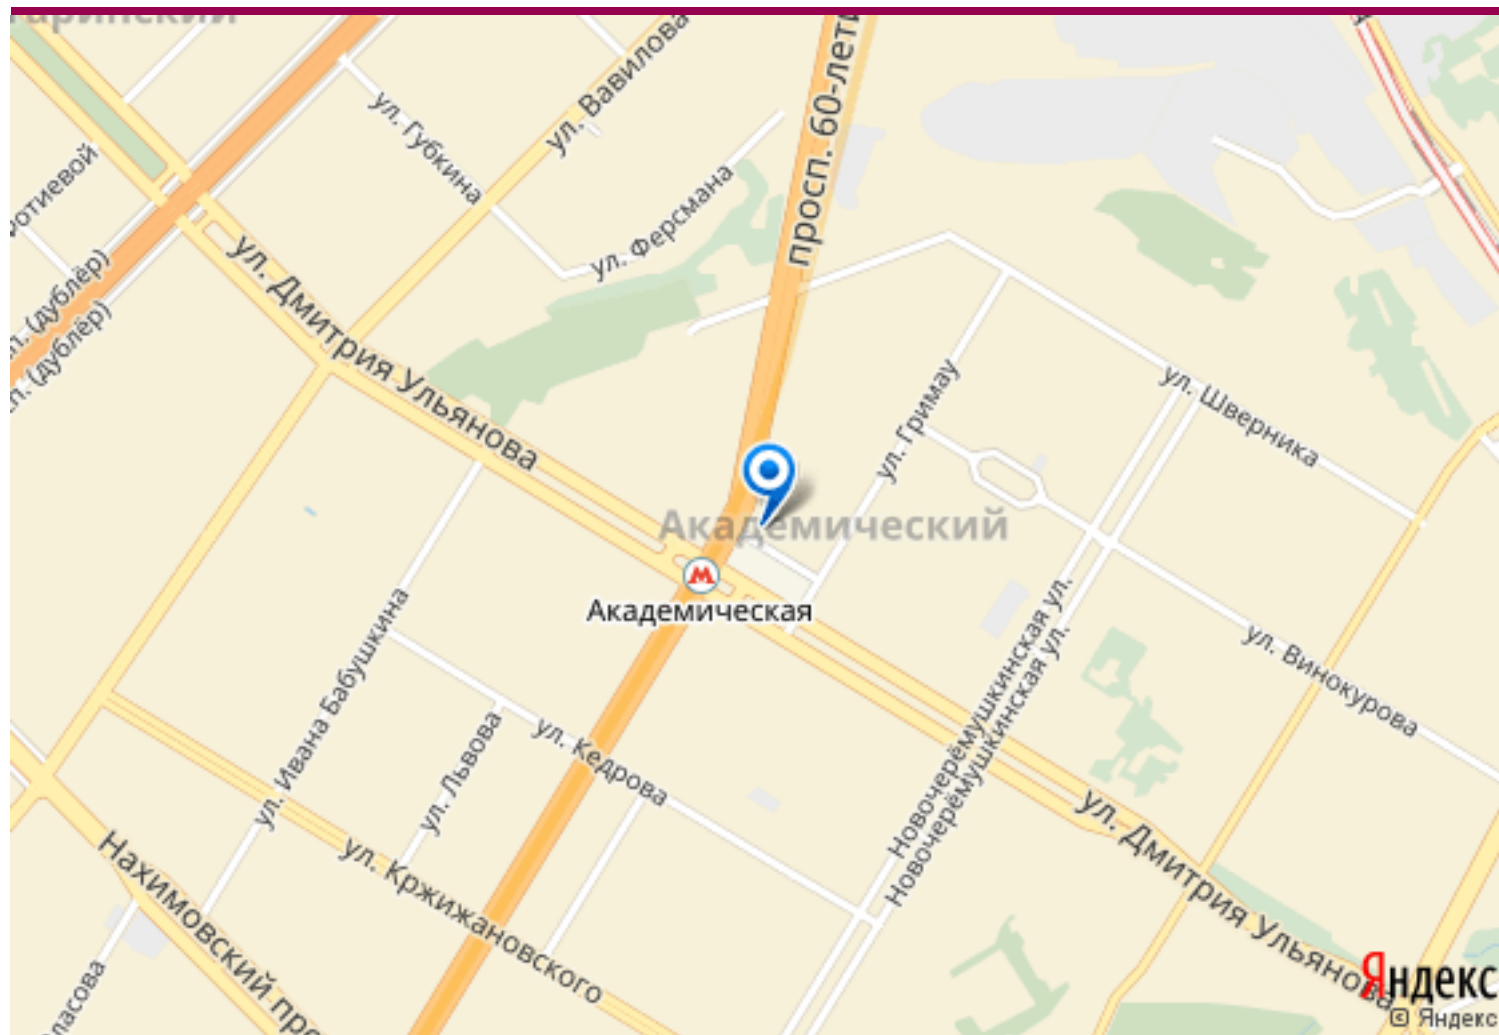 ул. Вавилова
просп. 60-лети
ул. Губкина
ул. Ферсмана
ул. Дмитрия Ульянова
п. (дублёр)
п. (дублёр)
ул. Гримау
ул. Шверника
Академический
Академическая
ул. Ивана Бабушкина
ул. Кедрова
ул. Львова
Новочерёмушкинская ул.
Новочерёмушкинская ул.
ул. Винокурова
ул. Кржижановского
Нахимовский про
ул. Дмитрия Ульянова
Яндекс
© Яндекс